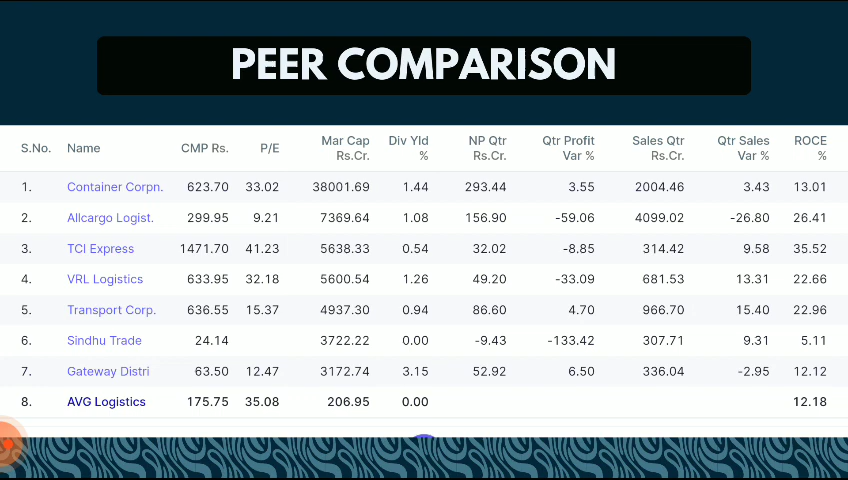 PEER COMPARISON
S.No. Name CMP Rs. P/E Mar Cap Rs.Cr. Div Yld % NP Qtr Rs.Cr. Qtr Profit Var % Sales Qtr Rs.Cr. Qtr Sales Var % ROCE %
1. Container Corpn. 623.70 33.02 38001.69 1.44 293.44 3.55 2004.46 3.43 13.01
2. Allcargo Logist. 299.95 9.21 7369.64 1.08 156.90 -59.06 4099.02 -26.80 26.41
3. TCI Express 1471.70 41.23 5638.33 0.54 32.02 -8.85 314.42 9.58 35.52
4. VRL Logistics 633.95 32.18 5600.54 1.26 49.20 -33.09 681.53 13.31 22.66
5. Transport Corp. 636.55 15.37 4937.30 0.94 86.60 4.70 966.70 15.40 22.96
6. Sindhu Trade 24.14 3722.22 0.00 -9.43 -133.42 307.71 9.31 5.11
7. Gateway Distri 63.50 12.47 3172.74 3.15 52.92 6.50 336.04 -2.95 12.12
8. AVG Logistics 175.75 35.08 206.95 0.00 12.18